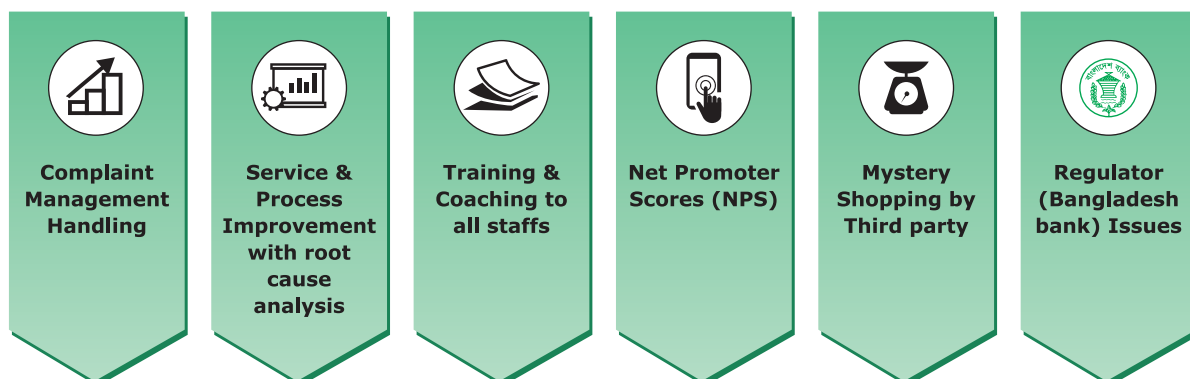 Complaint
Management
Handling
Service &
Process
Improvement
with root
cause
analysis
Training &
Coaching to
all staffs
Net Promoter
Scores (NPS)
Mystery
Shopping by
Third party
বাংলাদেশ ব্যাংক
Regulator
(Bangladesh
bank) Issues